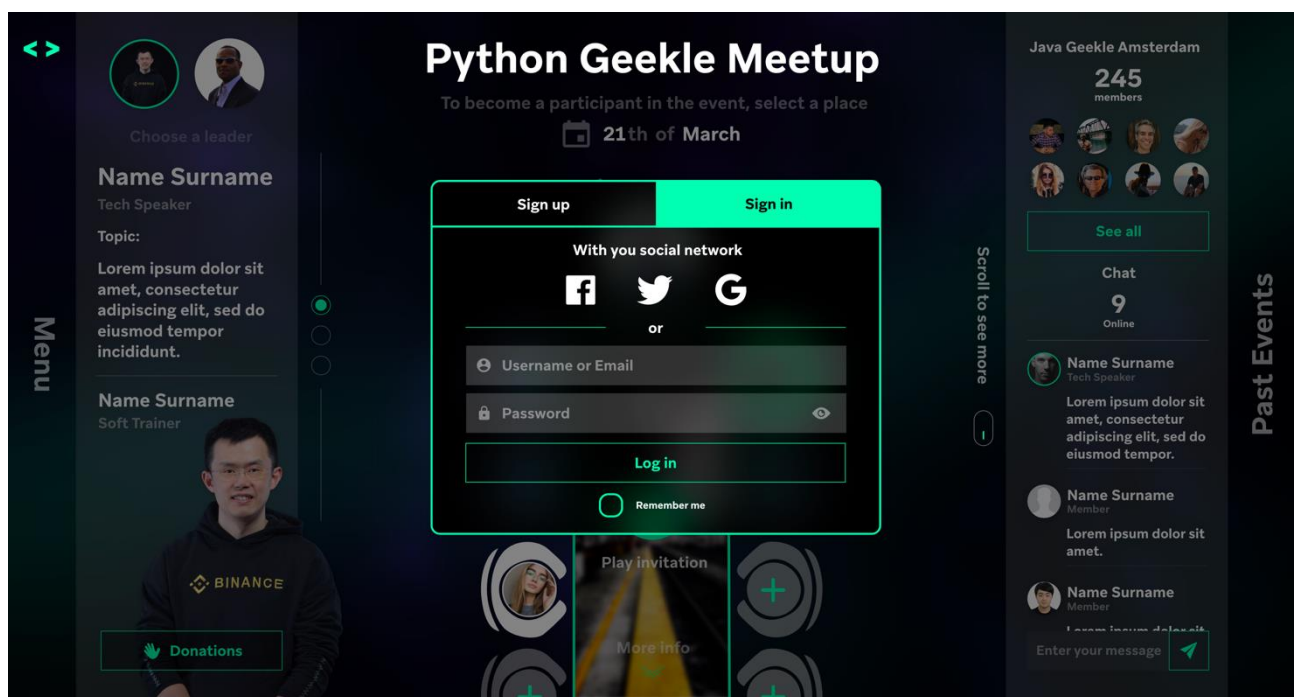 < >
Menu
Choose a leader
Name Surname
Tech Speaker
Topic:
Lorem ipsum dolor sit
amet, consectetur
adipiscing elit, sed do
eiusmod tempor
incididunt.
Name Surname
Soft Trainer
BINANCE
Donations
Python Geekle Meetup
To become a participant in the event, select a place
21th of March
Sign up
Sign in
With you social network
or
Username or Email
Password
Log in
Remember me
Play invitation
More info
Scroll to see more
Java Geekle Amsterdam
245
members
See all
Chat
9
Online
Name Surname
Tech Speaker
Lorem ipsum dolor sit
amet, consectetur
adipiscing elit, sed do
eiusmod tempor.
Name Surname
Member
Lorem ipsum dolor sit
amet.
Name Surname
Member
Lorem ipsum dolor sit
Enter your message
Past Events